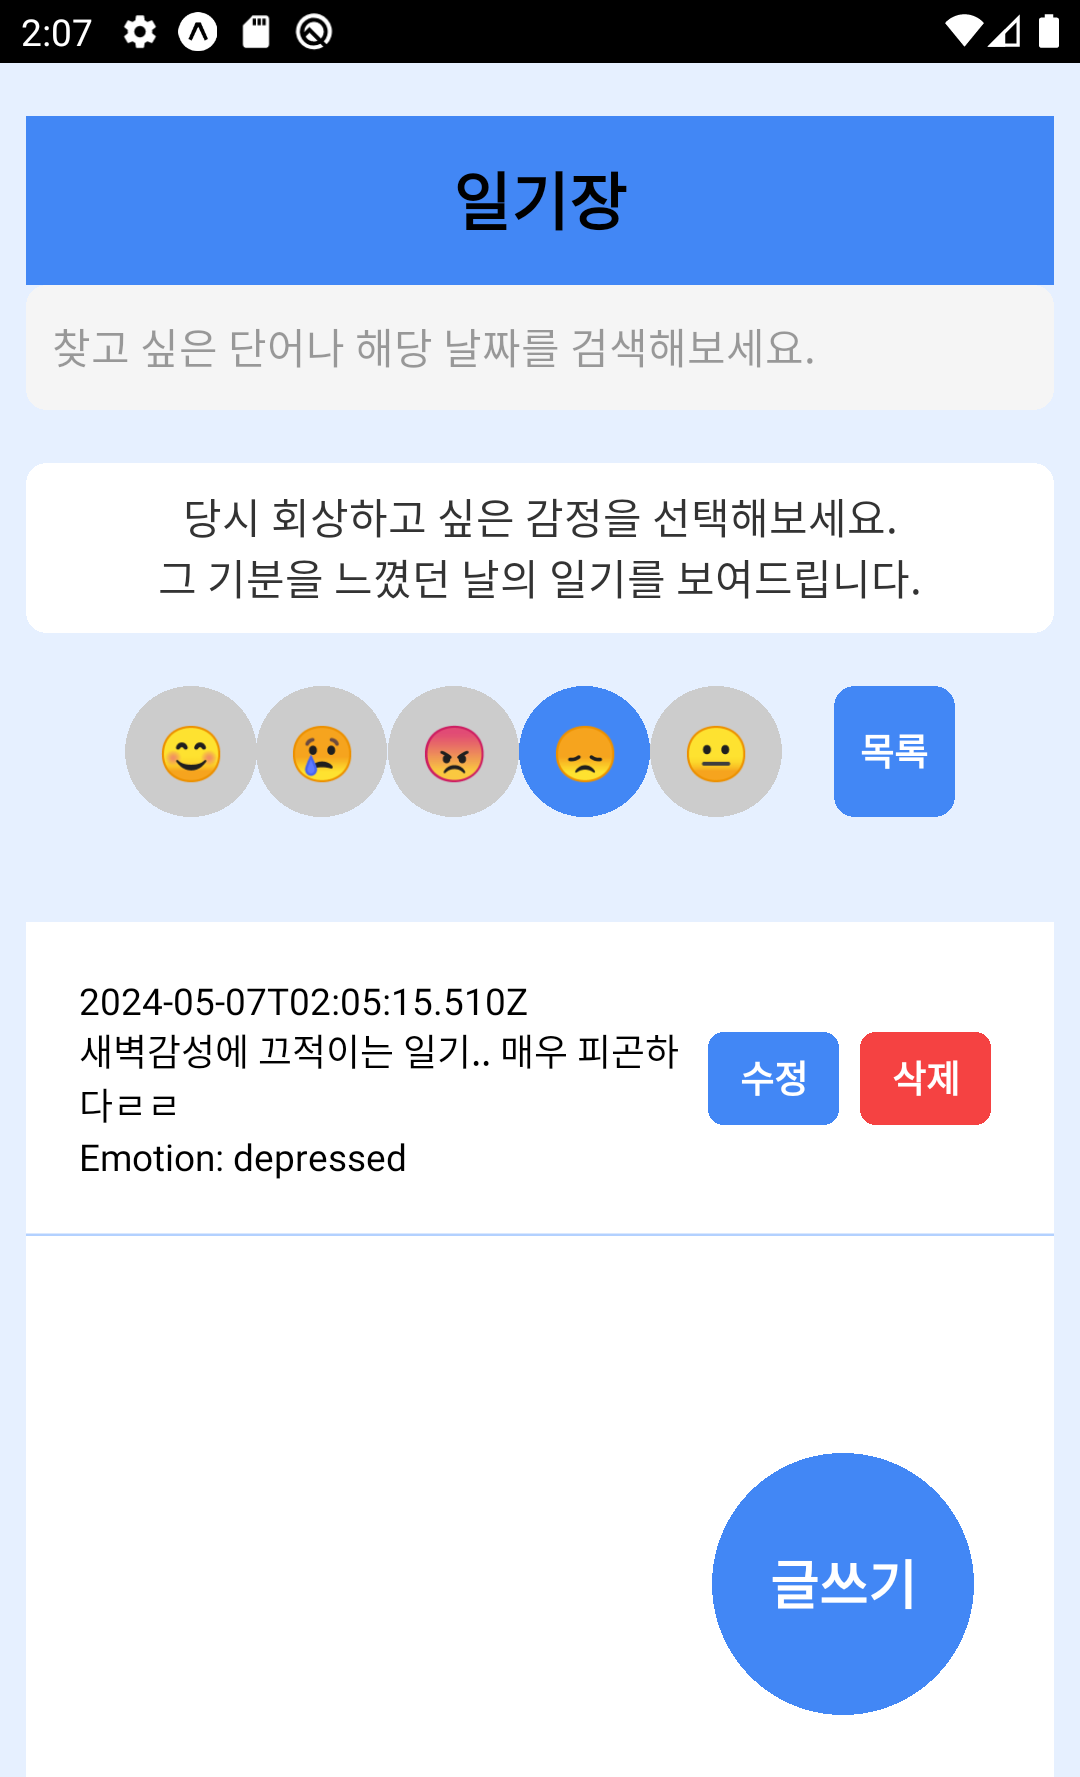 2:07
일기장
찾고 싶은 단어나 해당 날짜를 검색해보세요.
당시 회상하고 싶은 감정을 선택해보세요.
그 기분을 느꼈던 날의 일기를 보여드립니다.
목록
2024-05-07T02:05:15.510Z
새벽감성에 끄적이는 일기.. 매우 피곤하
다ㄹㄹ
Emotion: depressed
수정
삭제
글쓰기